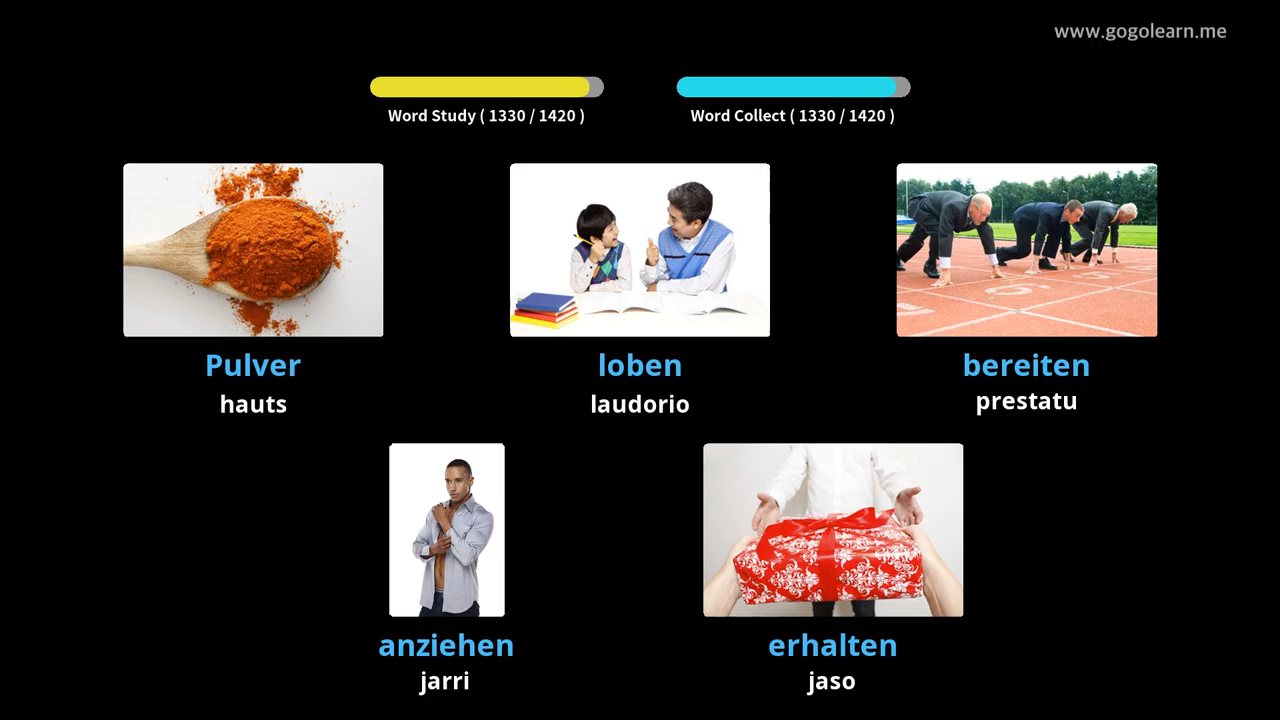 www.gogolearn.me
Word Study ( 1330 / 1420 )
Word Collect ( 1330 / 1420 )
Pulver
hauts
loben
laudorio
bereiten
prestatu
anziehen
jarri
erhalten
jaso